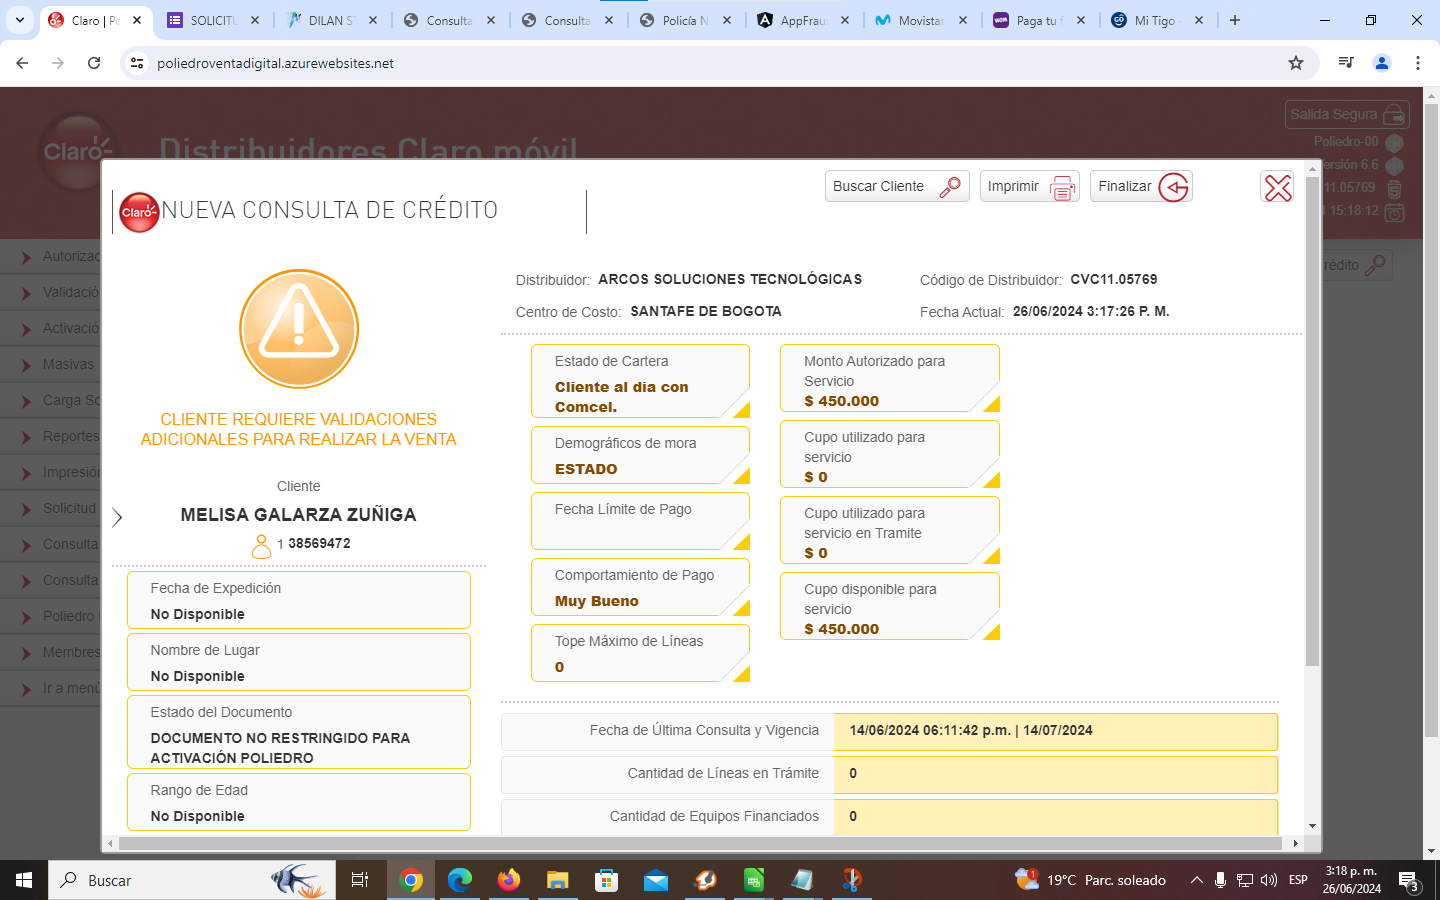 Claro | Po
SOLICITU
DILAN ST
Consulta
Consulta
Policía N
AppFrau
Movistar
Paga tu f
Mi Tigo
poliedroventadigital.azurewebsites.net
Claro
Distribuidores Claro móvil
Salida Segura
Poliedro-00
ersión 6.6
11.05769
15:18:12
Autorizac
Validació
Activació
Masivas
Carga So
Reportes
Impresión
Solicitud
Consulta
Consulta
Poliedro
Membres
Ir a menú
rédito
Claro
NUEVA CONSULTA DE CRÉDITO
Buscar Cliente
Imprimir
Finalizar
CLIENTE REQUIERE VALIDACIONES
ADICIONALES PARA REALIZAR LA VENTA
Cliente
MELISA GALARZA ZUÑIGA
1 38569472
Fecha de Expedición
No Disponible
Nombre de Lugar
No Disponible
Estado del Documento
DOCUMENTO NO RESTRINGIDO PARA
ACTIVACIÓN POLIEDRO
Rango de Edad
No Disponible
Distribuidor: ARCOS SOLUCIONES TECNOLÓGICAS
Código de Distribuidor: CVC11.05769
Centro de Costo: SANTAFE DE BOGOTA
Fecha Actual: 26/06/2024 3:17:26 P. M.
Estado de Cartera
Cliente al día con
Comcel.
Demográficos de mora
ESTADO
Fecha Límite de Pago
Comportamiento de Pago
Muy Bueno
Tope Máximo de Líneas
0
Monto Autorizado para
Servicio
$ 450.000
Cupo utilizado para
servicio
$ 0
Cupo utilizado para
servicio en Tramite
$ 0
Cupo disponible para
servicio
$ 450.000
Fecha de Última Consulta y Vigencia
14/06/2024 06:11:42 p.m. | 14/07/2024
Cantidad de Líneas en Trámite
0
Cantidad de Equipos Financiados
0
Buscar
19°C Parc. soleado
ESP
3:18 p. m.
26/06/2024
3